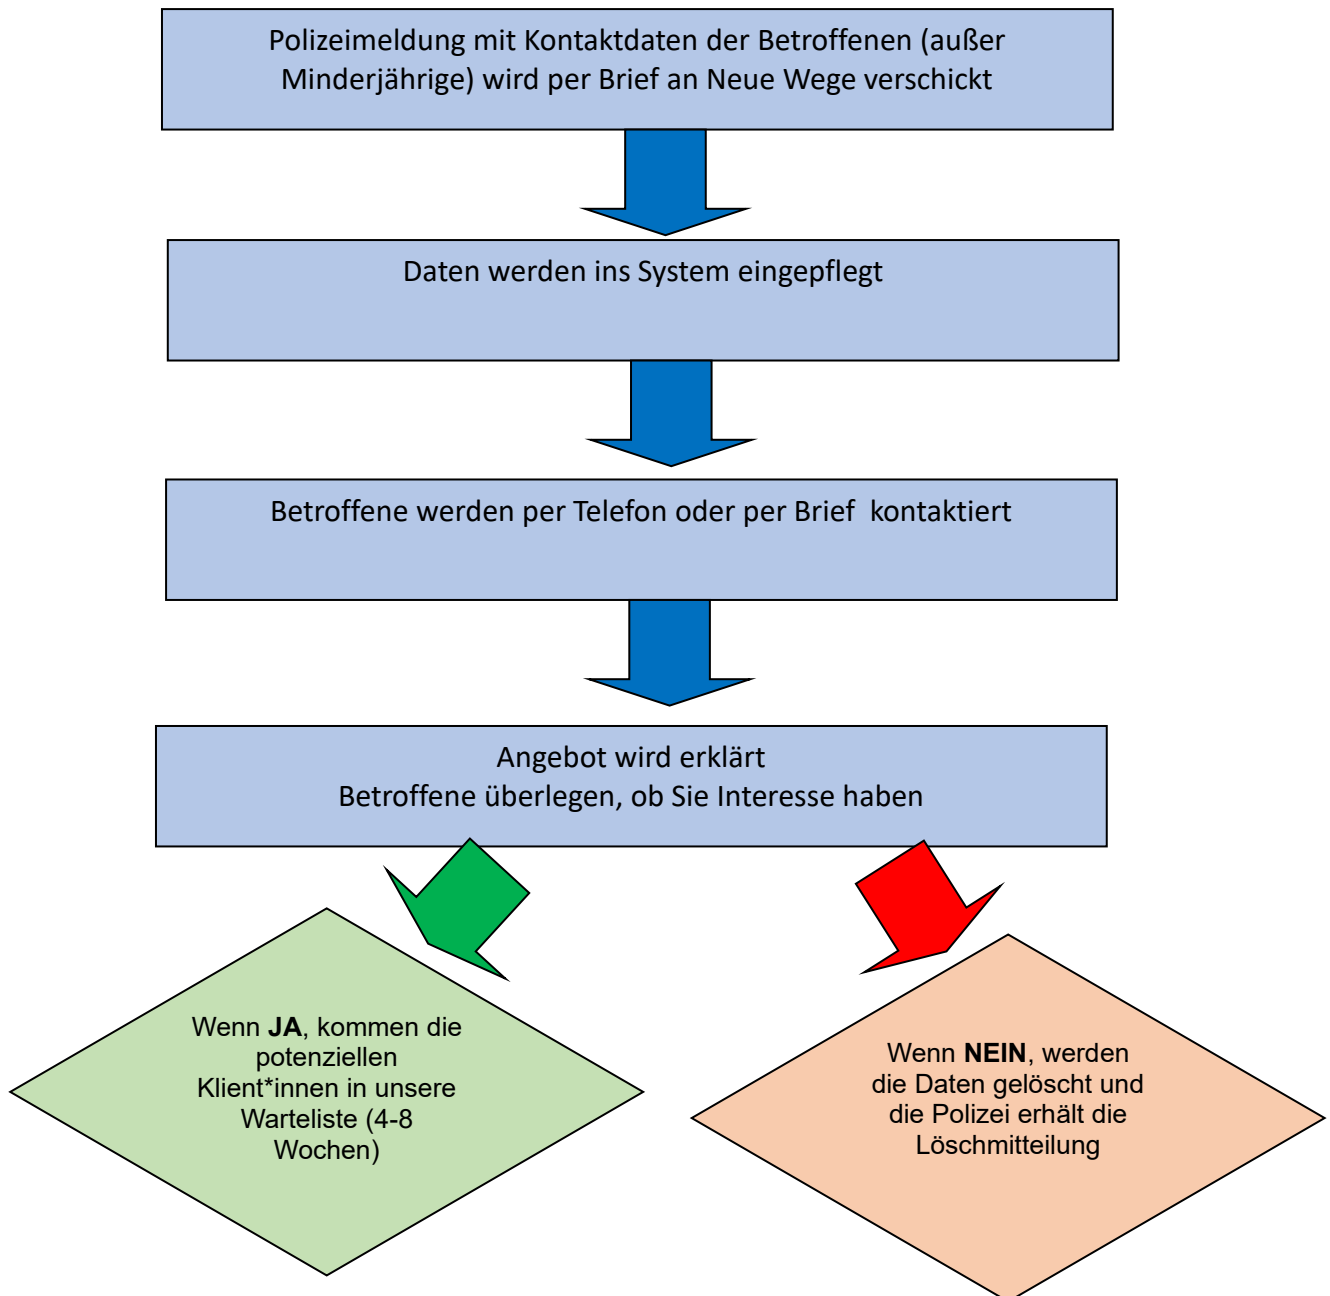 Polizeimeldung mit Kontaktdaten der Betroffenen (außer
Minderjährige) wird per Brief an Neue Wege verschickt
Daten werden ins System eingepflegt
Betroffene werden per Telefon oder per Brief  kontaktiert
Angebot wird erklärt
Betroffene überlegen, ob Sie Interesse haben
Wenn JA, kommen die
potenziellen
Klient*innen in unsere
Warteliste (4-8
Wochen)
Wenn NEIN, werden
die Daten gelöscht und
die Polizei erhält die
Löschmitteilung